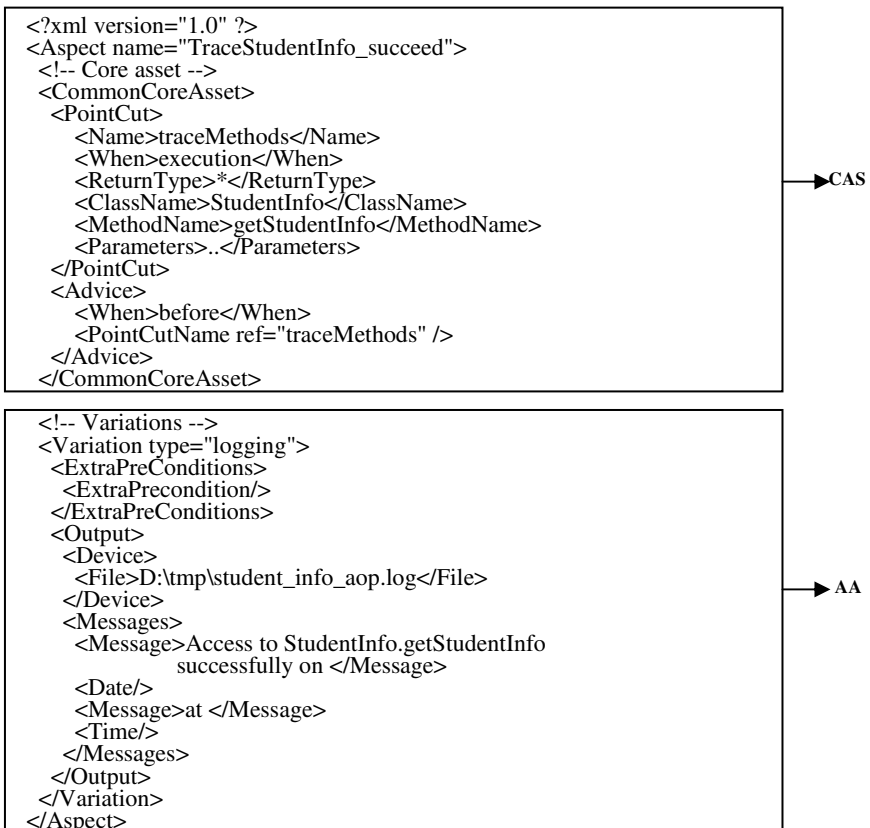 <?xml version="1.0" ?>
<Aspect name="TraceStudentInfo_succeed">
<!-- Core asset -->
<CommonCoreAsset>
<PointCut>
<Name>traceMethods</Name>
<When>execution</When>
<ReturnType>*</ReturnType>
<ClassName>StudentInfo</ClassName>
<MethodName>getStudentInfo</MethodName>
<Parameters>..</Parameters>
</PointCut>
<Advice>
<When>before</When>
<PointCutName ref="traceMethods" />
</Advice>
</CommonCoreAsset>
CAS
<!-- Variations -->
<Variation type="logging">
<ExtraPreConditions>
<ExtraPrecondition/>
</ExtraPreConditions>
<Output>
<Device>
<File>D:\tmp\student_info_aop.log</File>
</Device>
<Messages>
<Message>Access to StudentInfo.getStudentInfo
successfully on </Message>
<Date/>
<Message>at </Message>
<Time/>
</Messages>
</Output>
</Variation>
</Aspect>
AA